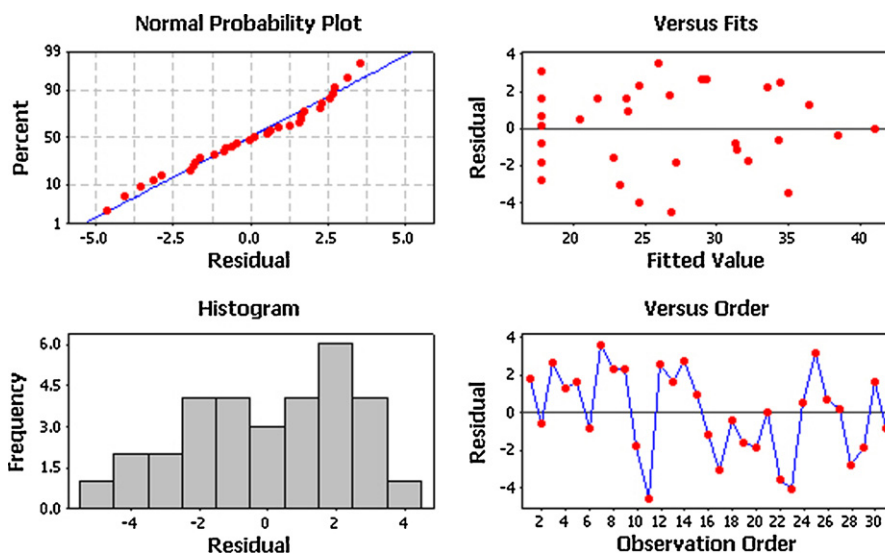 Normal Probability Plot
Percent
99
90
50
10
1
-5.0 -2.5 0.0 2.5 5.0
Residual
Versus Fits
Residual
4
2
0
-2
-4
20 25 30 35 40
Fitted Value
Histogram
Frequency
6.0
4.5
3.0
1.5
0.0
-4 -2 0 2 4
Residual
Versus Order
Residual
4
2
0
-2
-4
2 4 6 8 10 12 14 16 18 20 22 24 26 28 30
Observation Order